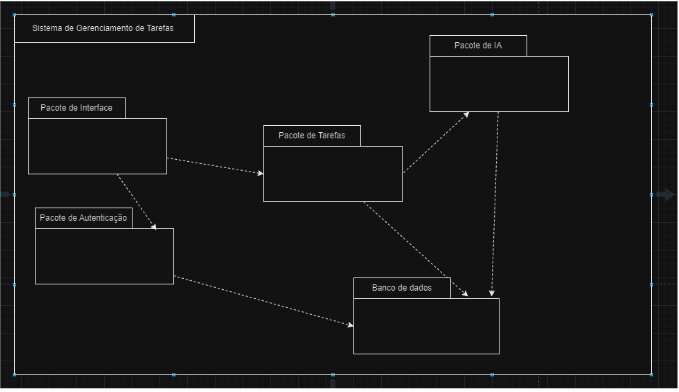 Sistema de Gerenciamento de Tarefas
Pacote de IA
Pacote de Interface
Pacote de Tarefas
Pacote de Autenticação
Banco de dados